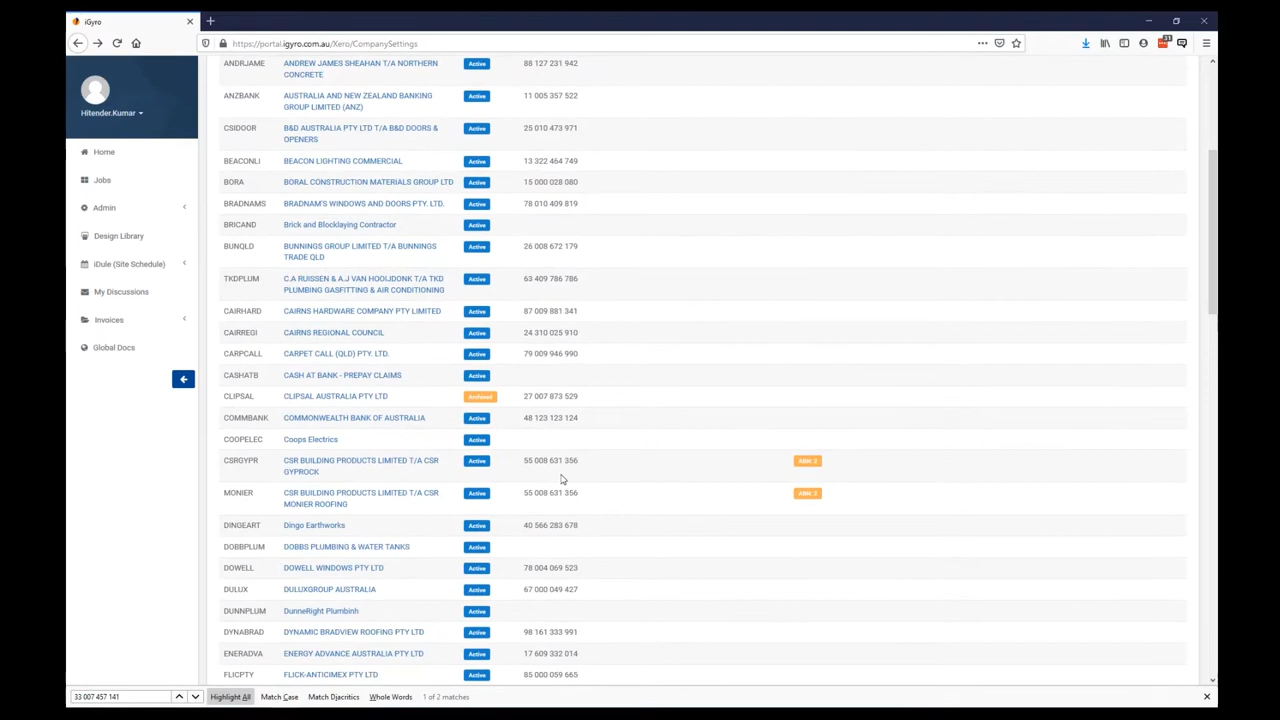 iGyro
https://portal.igyro.com.au/Xero/CompanySettings
31
Hitender.Kumar
Home
Jobs
Admin
Design Library
iDule (Site Schedule)
My Discussions
Invoices
Global Docs
ANDRJAME ANDREW JAMES SHEAHAN T/A NORTHERN Active 88 127 231 942
CONCRETE
ANZBANK AUSTRALIA AND NEW ZEALAND BANKING Active 11 005 357 522
GROUP LIMITED (ANZ)
CSIDOOR B&D AUSTRALIA PTY LTD T/A B&D DOORS & Active 25 010 473 971
OPENERS
BEACONLI BEACON LIGHTING COMMERCIAL Active 13 322 464 749
BORA BORAL CONSTRUCTION MATERIALS GROUP LTD Active 15 000 028 080
BRADNAMS BRADNAM'S WINDOWS AND DOORS PTY. LTD. Active 78 010 409 819
BRICAND Brick and Blocklaying Contractor Active
BUNQLD BUNNINGS GROUP LIMITED T/A BUNNINGS Active 26 008 672 179
TRADE QLD
TKDPLUM C.A RUISSEN & A.J VAN HOOIJDONK T/A TKD Active 63 409 786 786
PLUMBING GASFITTING & AIR CONDITIONING
CAIRHARD CAIRNS HARDWARE COMPANY PTY LIMITED Active 87 009 881 341
CAIRREGI CAIRNS REGIONAL COUNCIL Active 24 310 025 910
CARPCALL CARPET CALL (QLD) PTY. LTD. Active 79 009 946 990
CASHATB CASH AT BANK - PREPAY CLAIMS Active
CLIPSAL CLIPSAL AUSTRALIA PTY LTD Archived 27 007 873 529
COMMBANK COMMONWEALTH BANK OF AUSTRALIA Active 48 123 123 124
COOPELEC Coops Electrics Active
CSRGYPR CSR BUILDING PRODUCTS LIMITED T/A CSR Active 55 008 631 356 ABN 2
GYPROCK
MONIER CSR BUILDING PRODUCTS LIMITED T/A CSR Active 55 008 631 356 ABN 2
MONIER ROOFING
DINGEART Dingo Earthworks Active 40 566 283 678
DOBBPLUM DOBBS PLUMBING & WATER TANKS Active
DOWELL DOWELL WINDOWS PTY LTD Active 78 004 069 523
DULUX DULUXGROUP AUSTRALIA Active 67 000 049 427
DUNNPLUM DunneRight Plumbinh Active
DYNABRAD DYNAMIC BRADVIEW ROOFING PTY LTD Active 98 161 333 991
ENERADVA ENERGY ADVANCE AUSTRALIA PTY LTD Active 17 609 332 014
FLICPTY FLICK-ANTICIMEX PTY LTD Active 85 000 059 665
33 007 457 141 Highlight All Match Case Match Diacritics Whole Words 1 of 2 matches